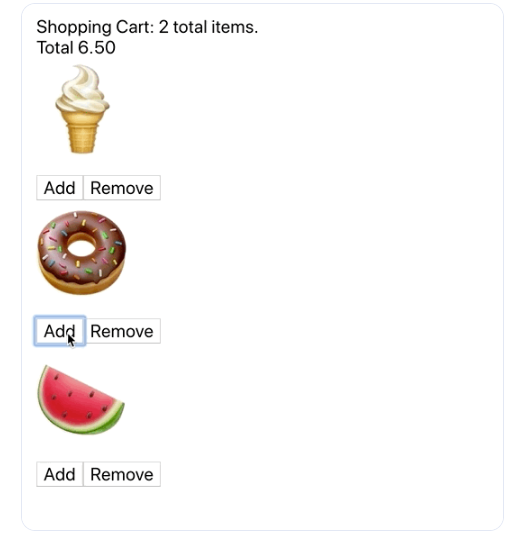 Shopping Cart: 2 total items.
Total 6.50
Add Remove
Add Remove
Add Remove